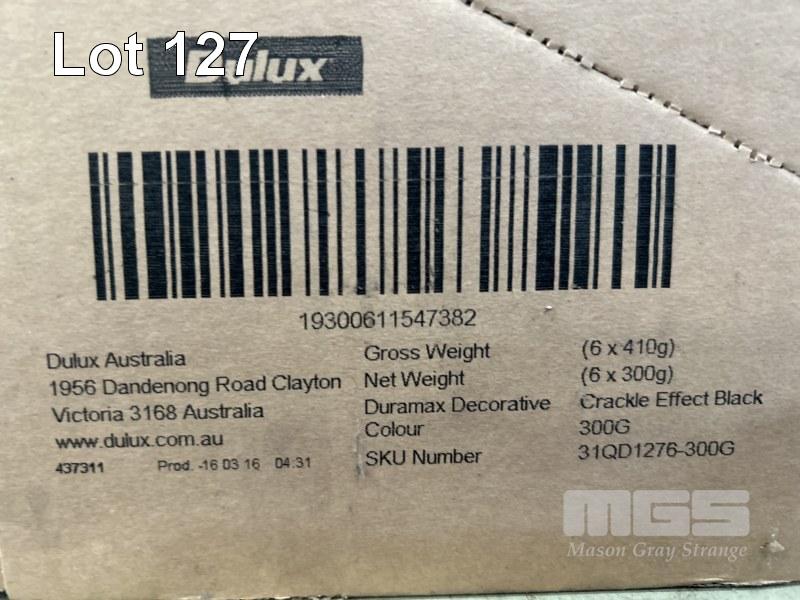 Lot 127
Dulux
19300611547382
Dulux Australia
1956 Dandenong Road Clayton
Victoria 3168 Australia
www.dulux.com.au
437311 Prod. -16 03 16 04:31
Gross Weight (6 x 410g)
Net Weight (6 x 300g)
Duramax Decorative Crackle Effect Black
Colour 300G
SKU Number 31QD1276-300G
MGS
Mason Gray Strange